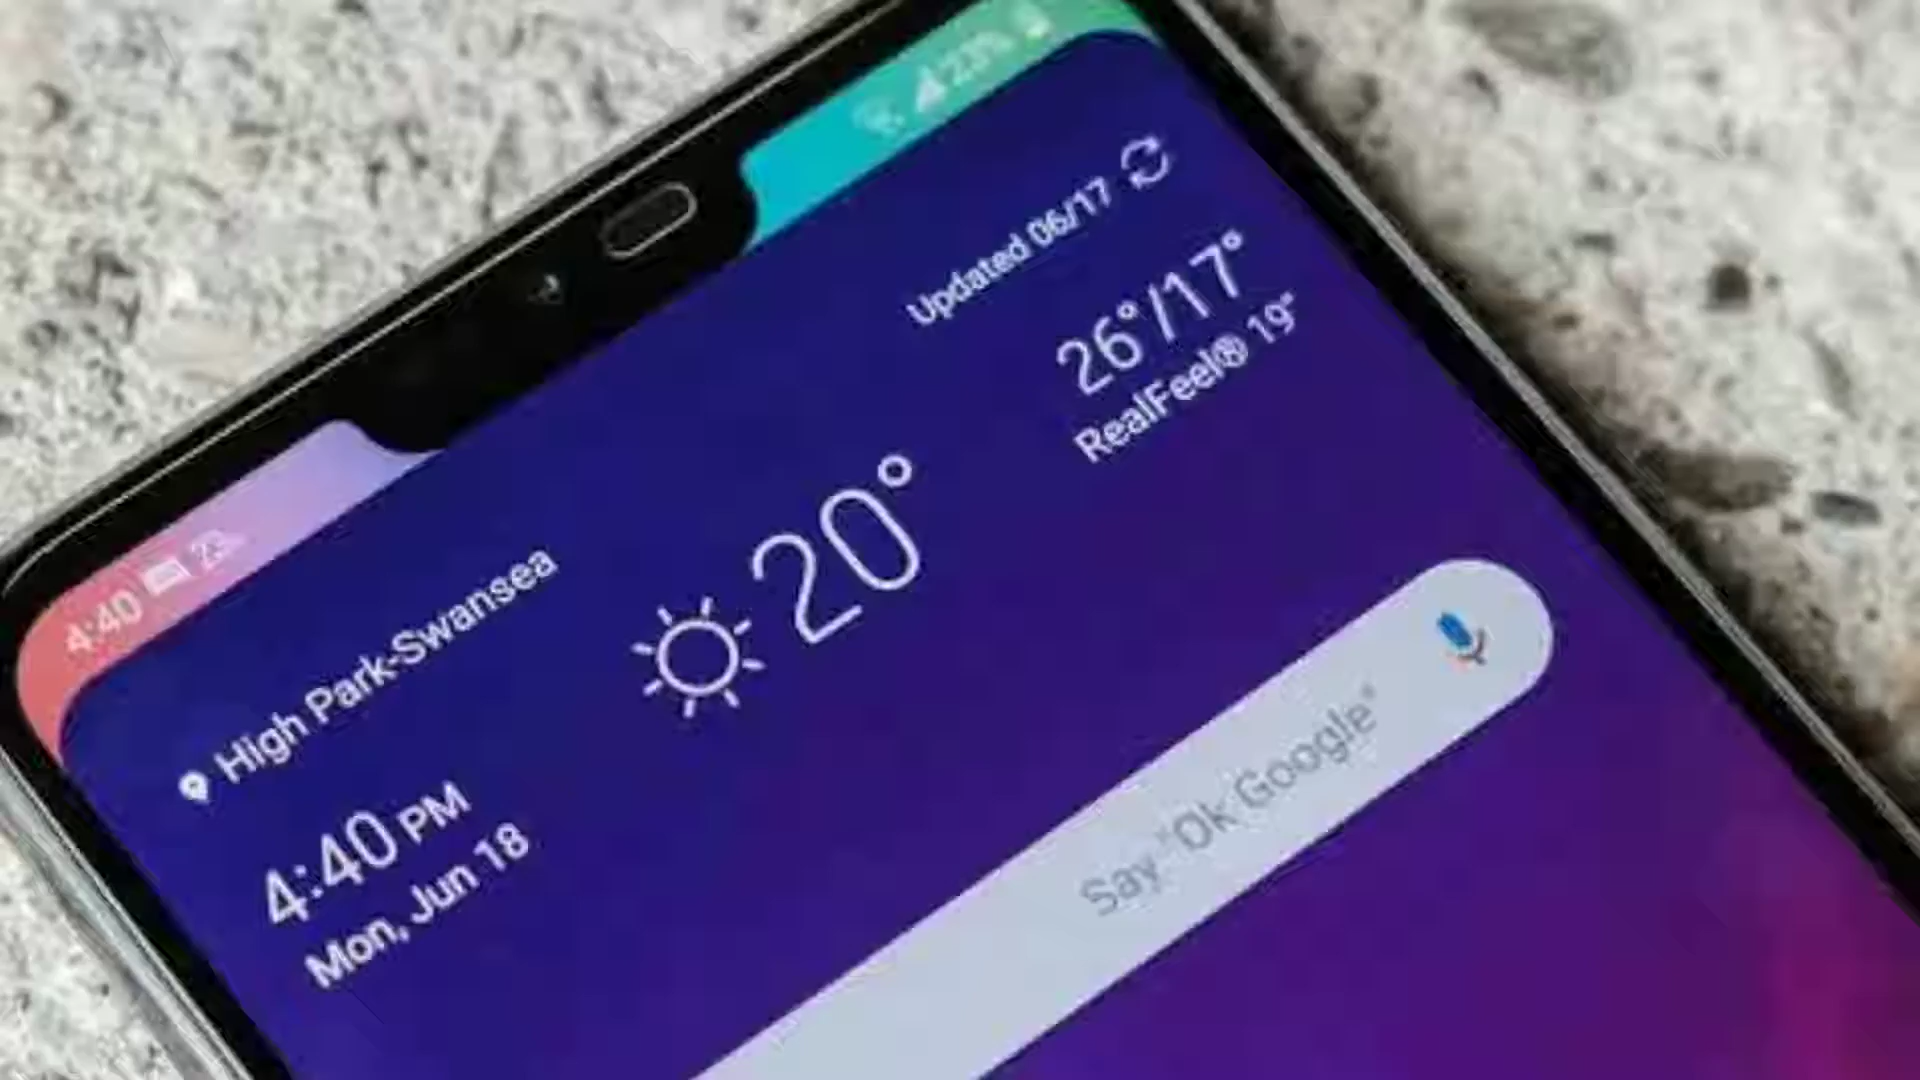 4:40
23%
Updated 06/17
26°/17°
RealFeel® 19°
20°
High Park-Swansea
4:40 PM
Mon, Jun 18
Say "Ok Google"